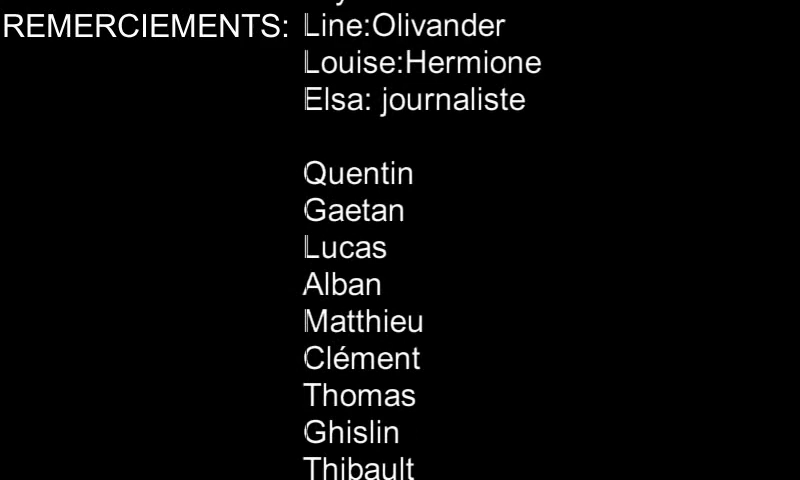 REMERCIEMENTS: Line:Olivander
Louise:Hermione
Elsa: journaliste
Quentin
Gaetan
Lucas
Alban
Matthieu
Clément
Thomas
Ghislin
Thibault